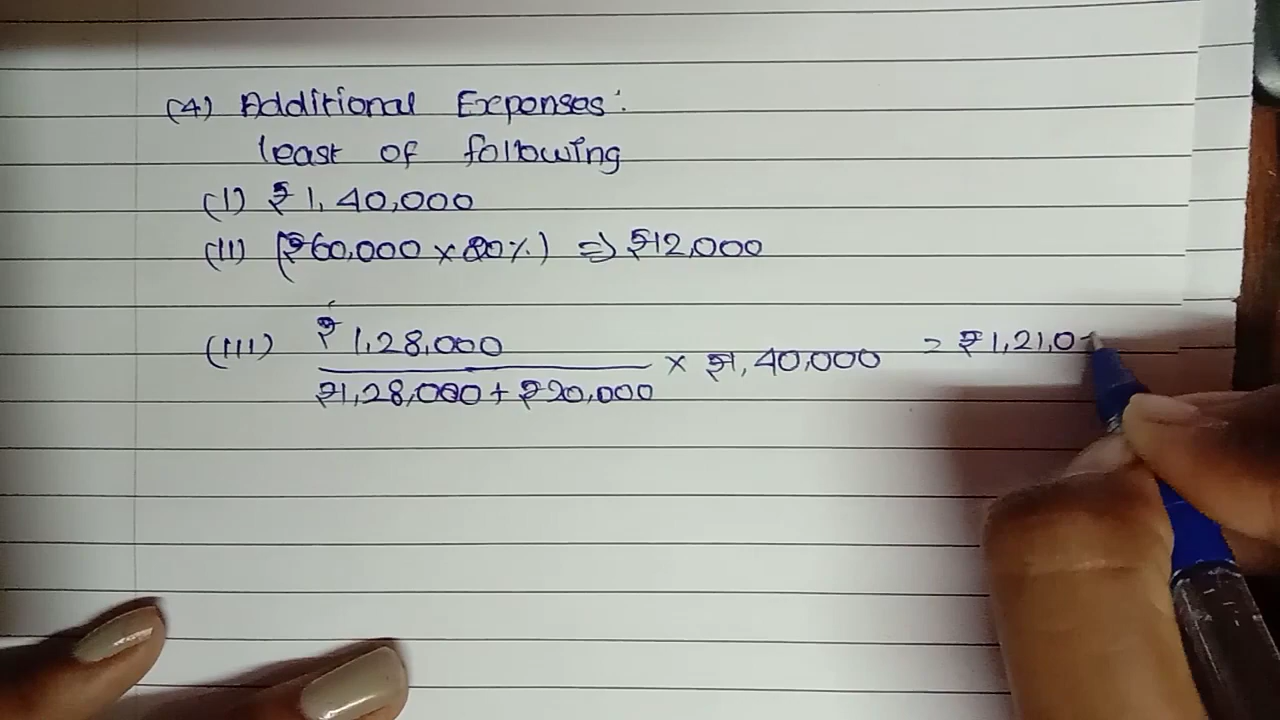 (4) Additional Expenses:
least of following
(I) ₹1,40,000
(II) (₹60,000 × 20%) ⇒ ₹12,000
(III) ₹1,28,000
₹1,28,000 + ₹20,000 × ₹1,40,000 = ₹1,21,0